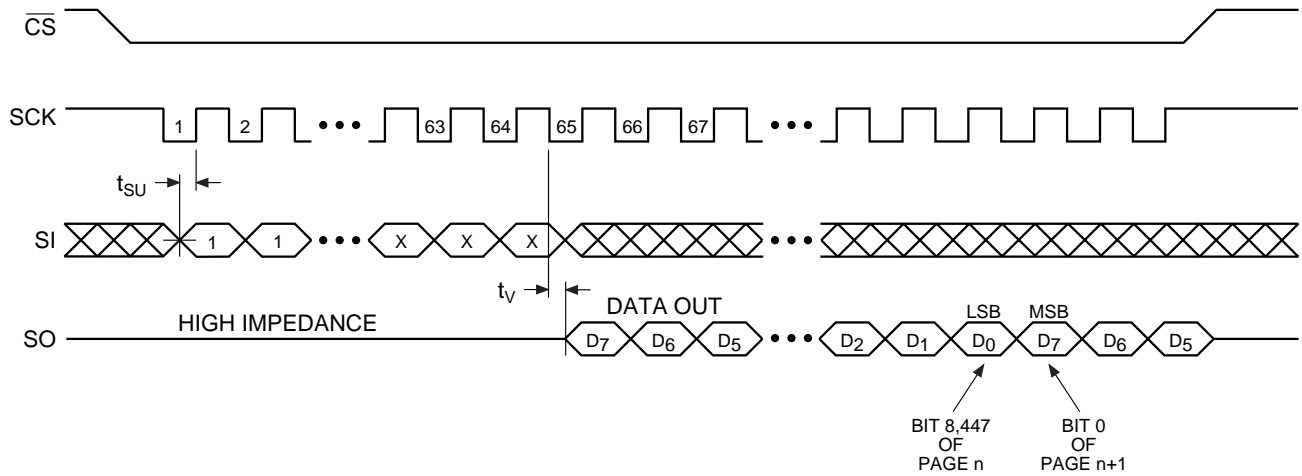 CS
SCK
1 2 ••• 63 64 65 66 67 •••
tSU
SI
1 1 ••• X X X •••
tV
HIGH IMPEDANCE
DATA OUT
LSB MSB
SO
D7 D6 D5 ••• D2 D1 D0 D7 D6 D5
BIT 8,447
OF
PAGE n
BIT 0
OF
PAGE n+1